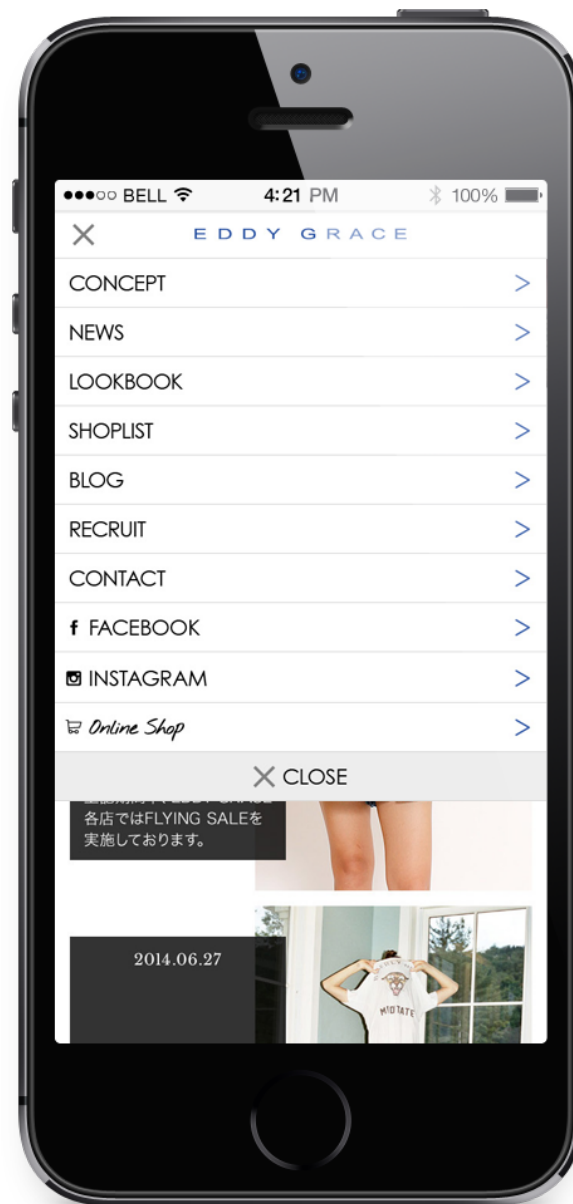 BELL 4:21 PM 100%
EDDY GRACE
CONCEPT >
NEWS >
LOOKBOOK >
SHOPLIST >
BLOG >
RECRUIT >
CONTACT >
f FACEBOOK >
INSTAGRAM >
Online Shop >
CLOSE
各店ではFLYING SALEを
実施しております。
2014.06.27